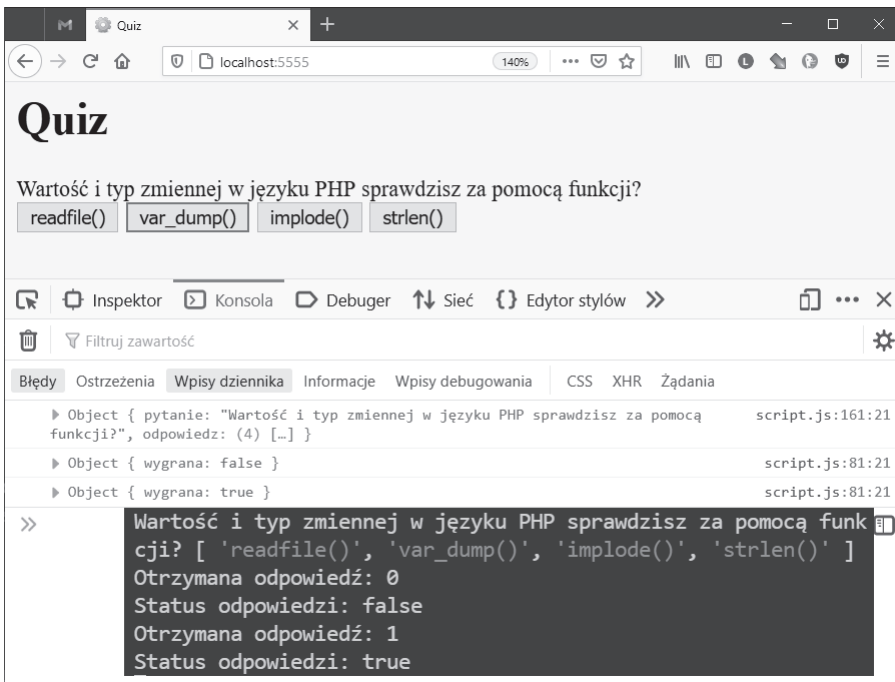 Quiz
localhost:5555
140%
Quiz
Wartość i typ zmiennej w języku PHP sprawdzisz za pomocą funkcji?
readfile() var_dump() implode() strlen()
Inspektor Konsola Debuger Sieć Edytor stylów
Filtruj zawartość
Błędy Ostrzeżenia Wpisy dziennika Informacje Wpisy debugowania CSS XHR Żądania
Object { pytanie: "Wartość i typ zmiennej w języku PHP sprawdzisz za pomocą script.js:161:21
funkcji?", odpowiedz: (4) […] }
Object { wygrana: false } script.js:81:21
Object { wygrana: true } script.js:81:21
Wartość i typ zmiennej w języku PHP sprawdzisz za pomocą funk
cji? [ 'readfile()', 'var_dump()', 'implode()', 'strlen()' ]
Otrzymana odpowiedź: 0
Status odpowiedzi: false
Otrzymana odpowiedź: 1
Status odpowiedzi: true